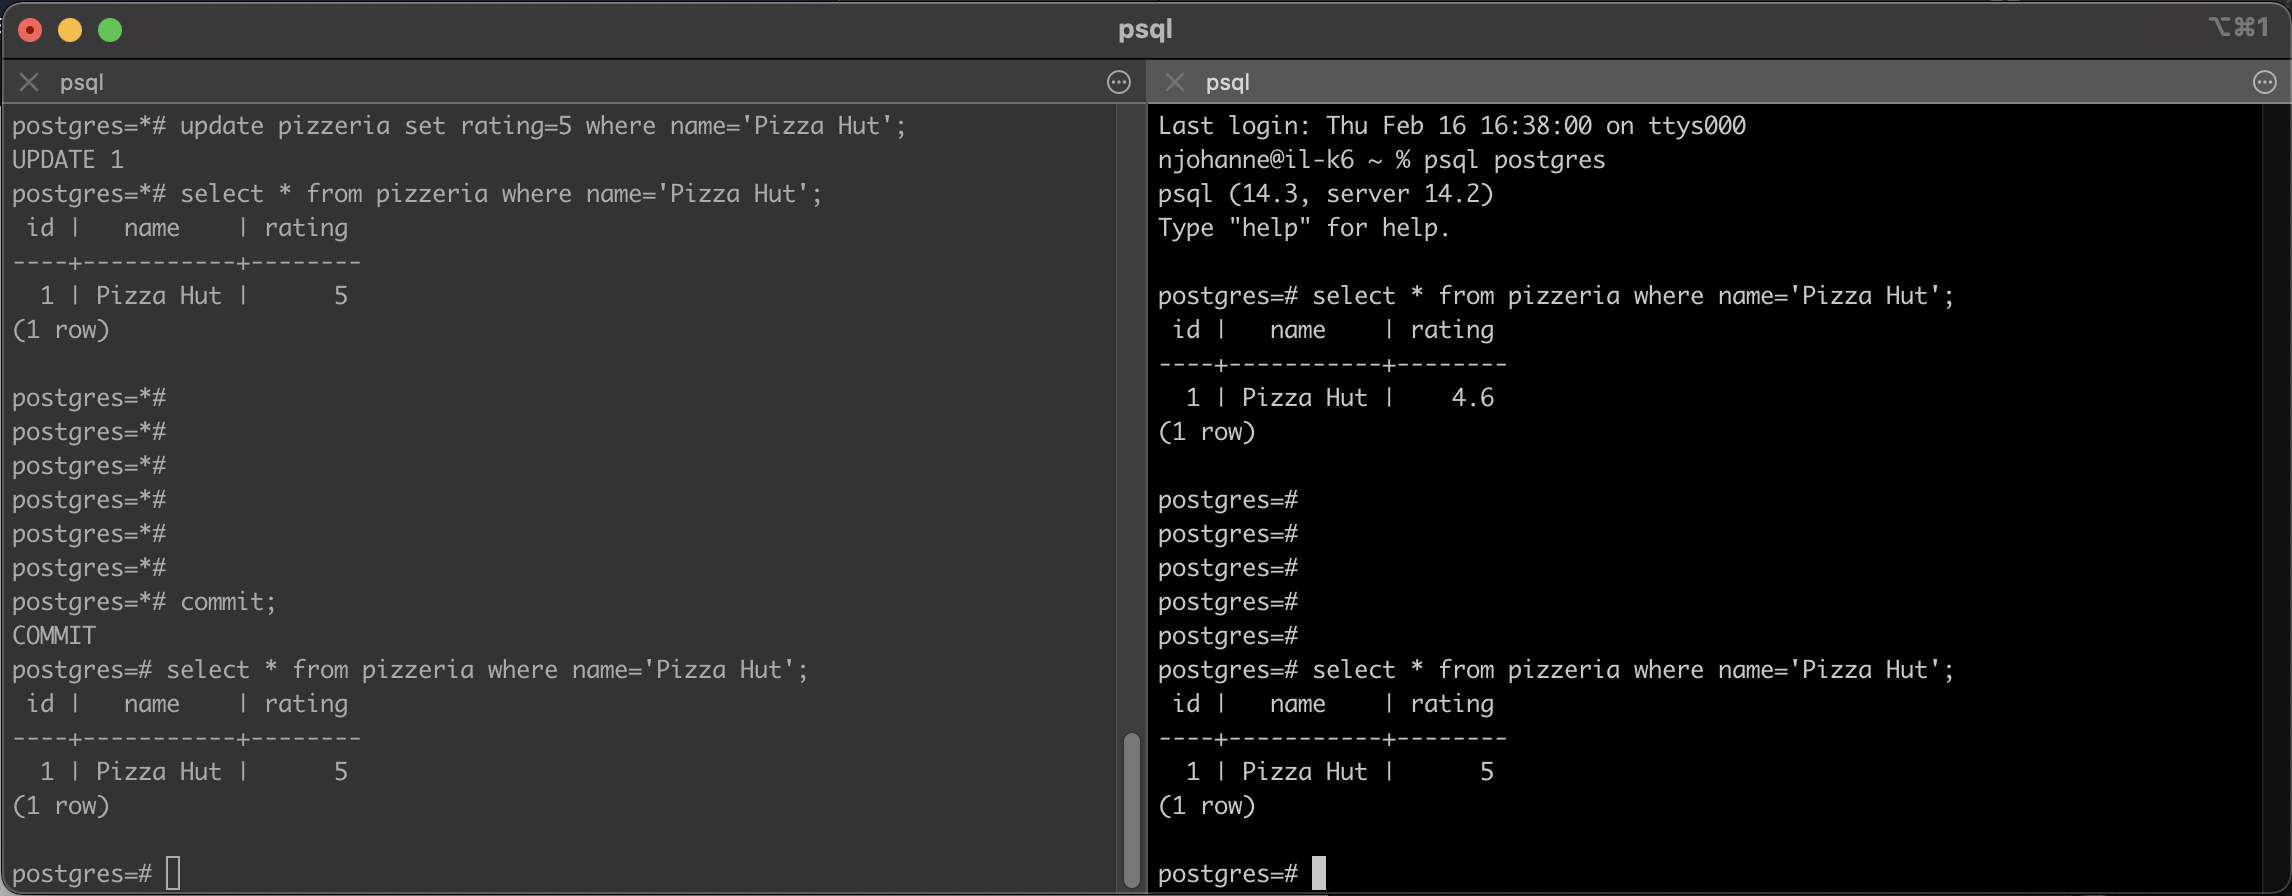 psql
⌥⌘1
psql
postgres=*# update pizzeria set rating=5 where name='Pizza Hut';
UPDATE 1
postgres=*# select * from pizzeria where name='Pizza Hut';
 id |   name    | rating
----+-----------+--------
  1 | Pizza Hut |      5
(1 row)

postgres=*#
postgres=*#
postgres=*#
postgres=*#
postgres=*#
postgres=*#
postgres=*# commit;
COMMIT
postgres=# select * from pizzeria where name='Pizza Hut';
 id |   name    | rating
----+-----------+--------
  1 | Pizza Hut |      5
(1 row)

postgres=#
psql
Last login: Thu Feb 16 16:38:00 on ttys000
njohanne@il-k6 ~ % psql postgres
psql (14.3, server 14.2)
Type "help" for help.

postgres=# select * from pizzeria where name='Pizza Hut';
 id |   name    | rating
----+-----------+--------
  1 | Pizza Hut |    4.6
(1 row)

postgres=#
postgres=#
postgres=#
postgres=#
postgres=#
postgres=# select * from pizzeria where name='Pizza Hut';
 id |   name    | rating
----+-----------+--------
  1 | Pizza Hut |      5
(1 row)

postgres=#